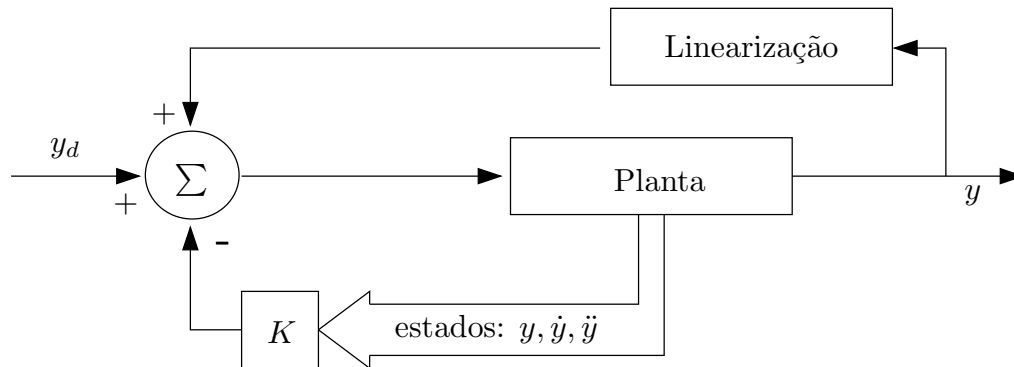 Linearização
+
y_d
∑
+
Planta
y
-
K
estados: y, ẏ, ÿ